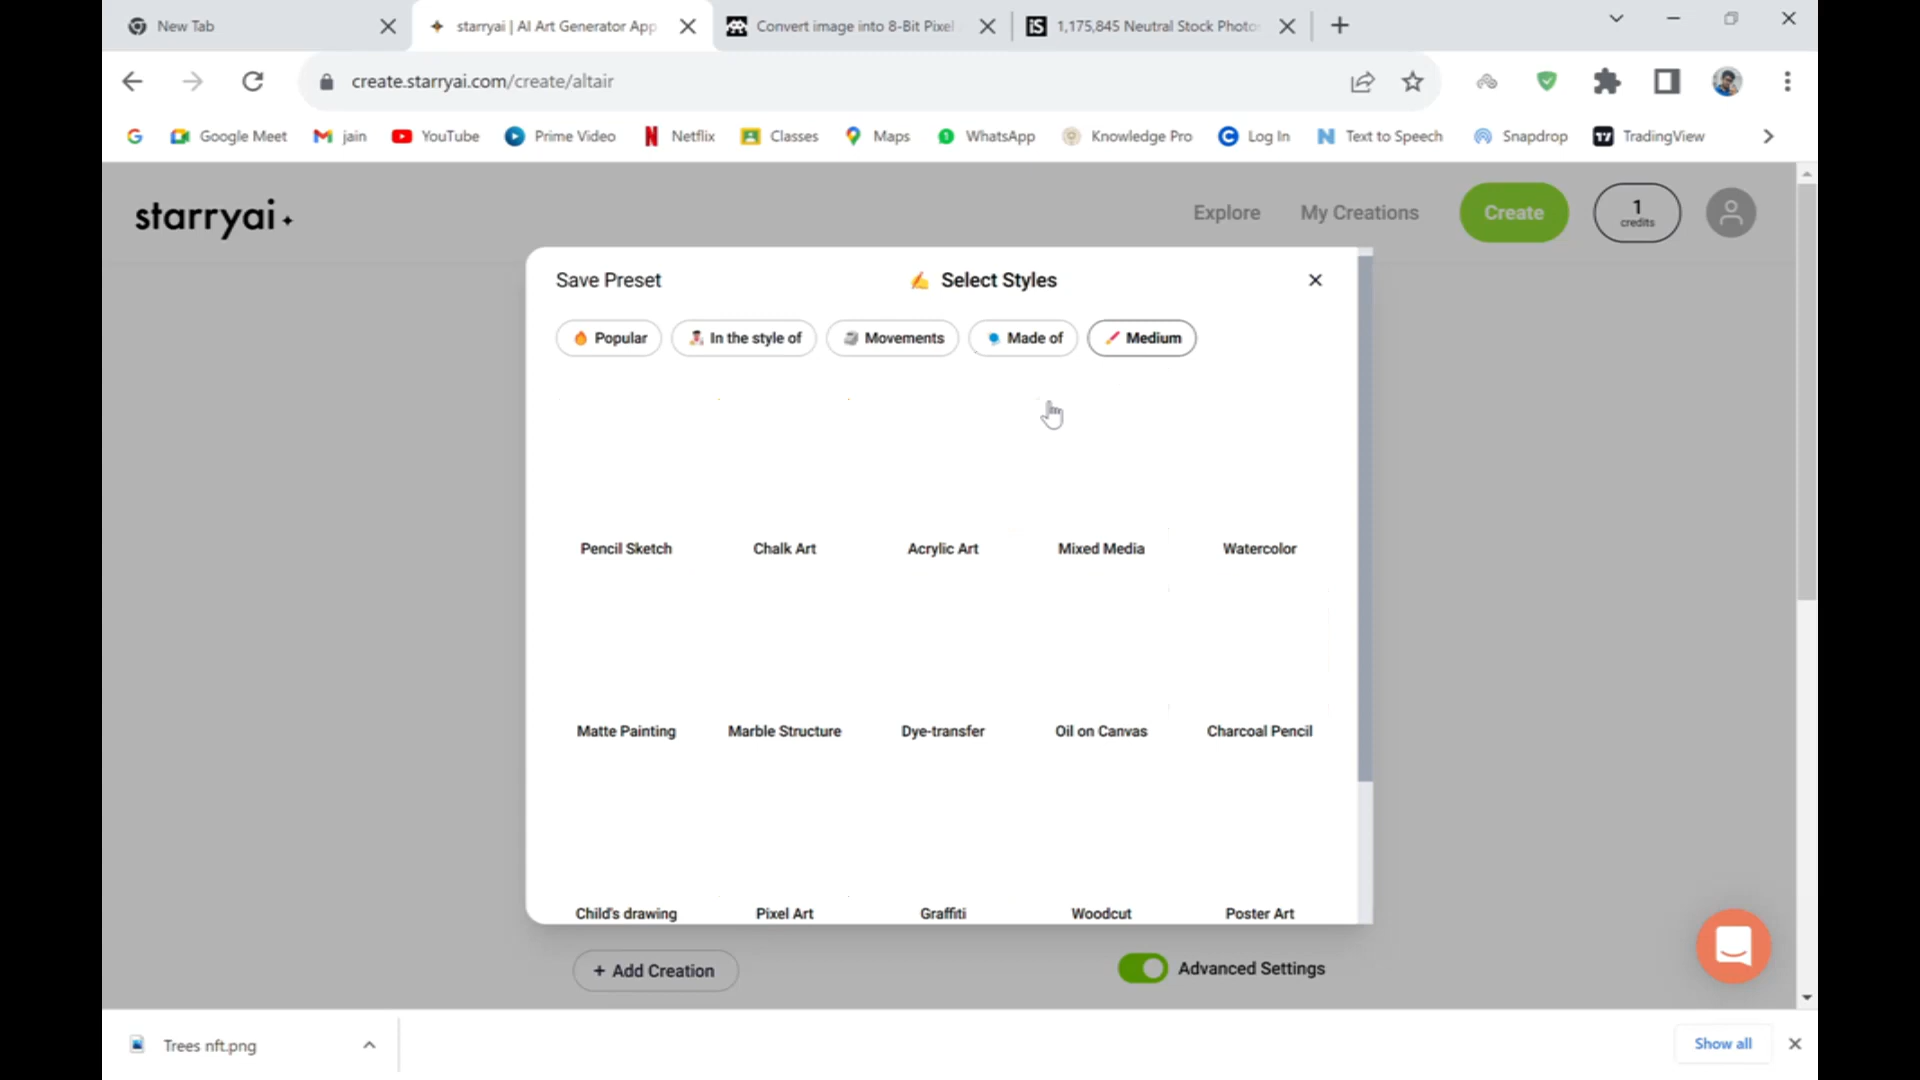 New Tab
starryai | AI Art Generator App
Convert image into 8-Bit Pixel
iS
1,175,845 Neutral Stock Photo
create.starryai.com/create/altair
Google Meet
jain
YouTube
Prime Video
Netflix
Classes
Maps
WhatsApp
Knowledge Pro
Log In
Text to Speech
Snapdrop
TradingView
starryai
Explore
My Creations
Create
1
credits
Save Preset
Select Styles
Popular
In the style of
Movements
Made of
Medium
Pencil Sketch
Chalk Art
Acrylic Art
Mixed Media
Watercolor
Matte Painting
Marble Structure
Dye-transfer
Oil on Canvas
Charcoal Pencil
Child's drawing
Pixel Art
Graffiti
Woodcut
Poster Art
+ Add Creation
Advanced Settings
Trees nft.png
Show all